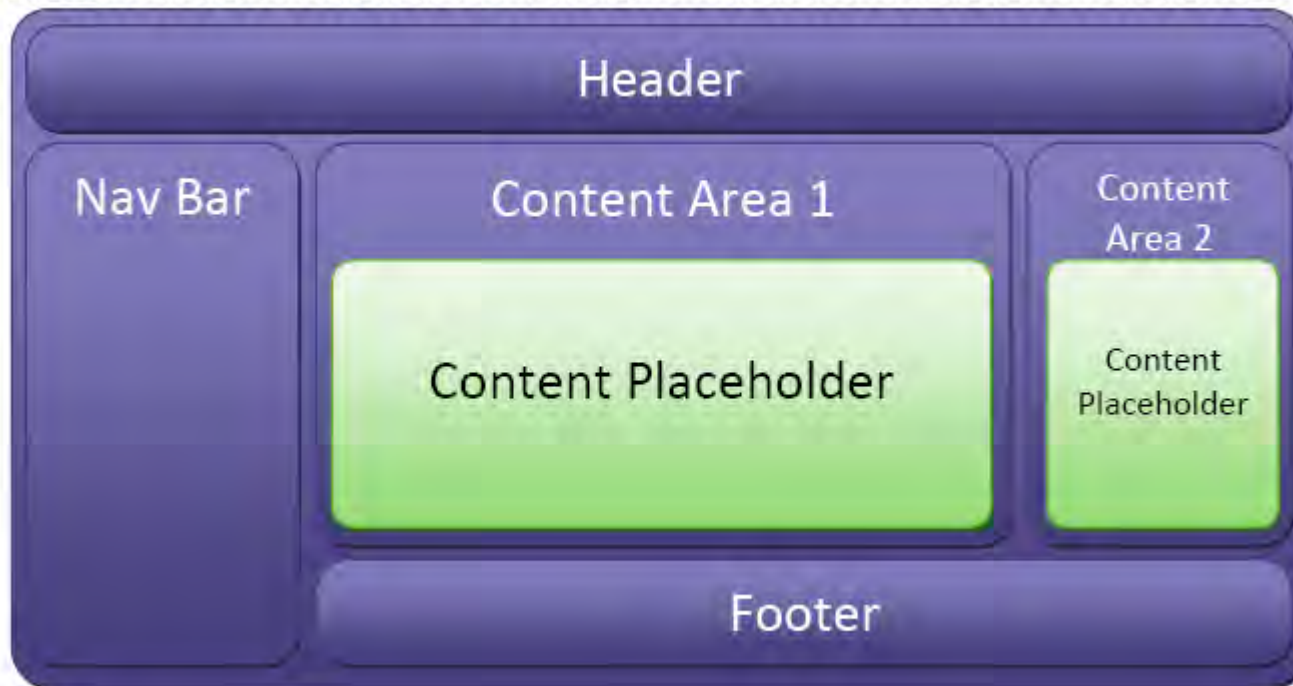 Header
Nav Bar
Content Area 1
Content Placeholder
Content
Area 2
Content
Placeholder
Footer